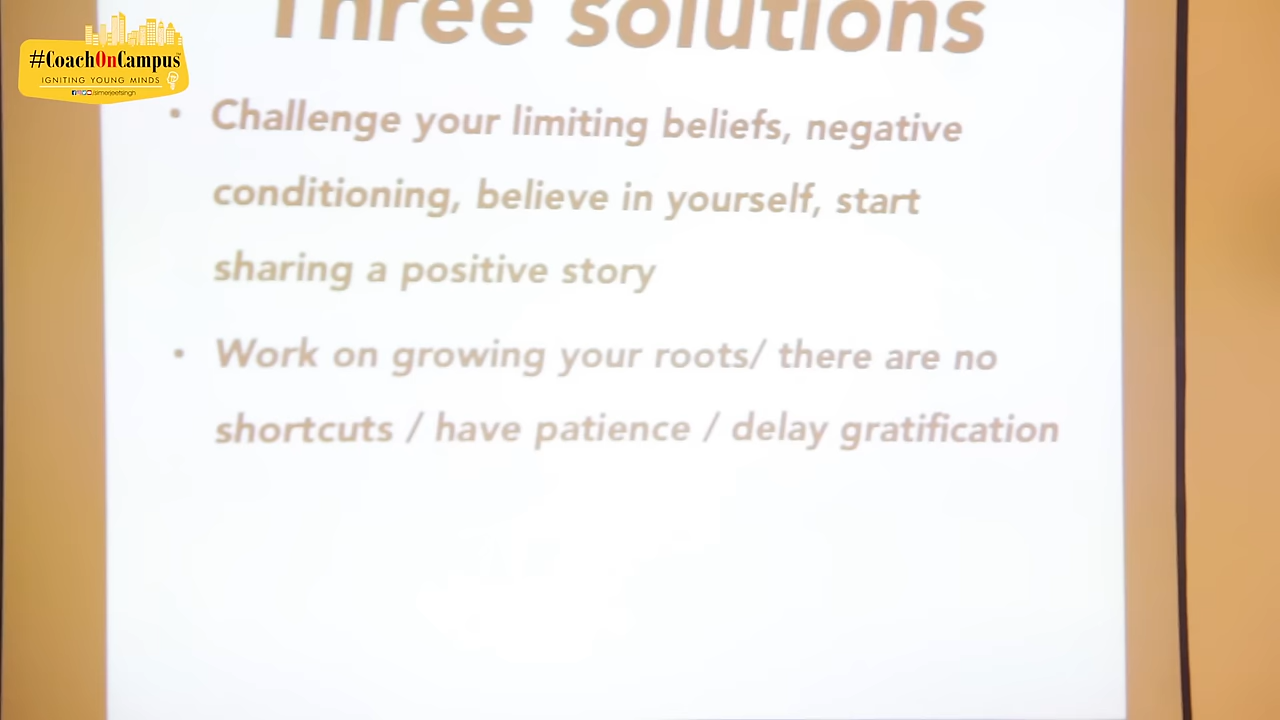 Three solutions
#CoachOnCampus
IGNITING YOUNG MINDS
/simerjeetsingh
• Challenge your limiting beliefs, negative
conditioning, believe in yourself, start
sharing a positive story
• Work on growing your roots/ there are no
shortcuts / have patience / delay gratification